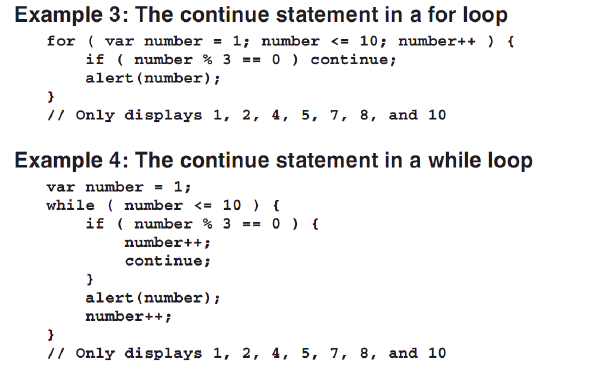 Example 3: The continue statement in a for loop
for ( var number = 1; number <= 10; number++ ) {
if ( number % 3 == 0 ) continue;
alert(number);
}
// Only displays 1, 2, 4, 5, 7, 8, and 10
Example 4: The continue statement in a while loop
var number = 1;
while ( number <= 10 ) {
if ( number % 3 == 0 ) {
number++;
continue;
}
alert(number);
number++;
}
// Only displays 1, 2, 4, 5, 7, 8, and 10